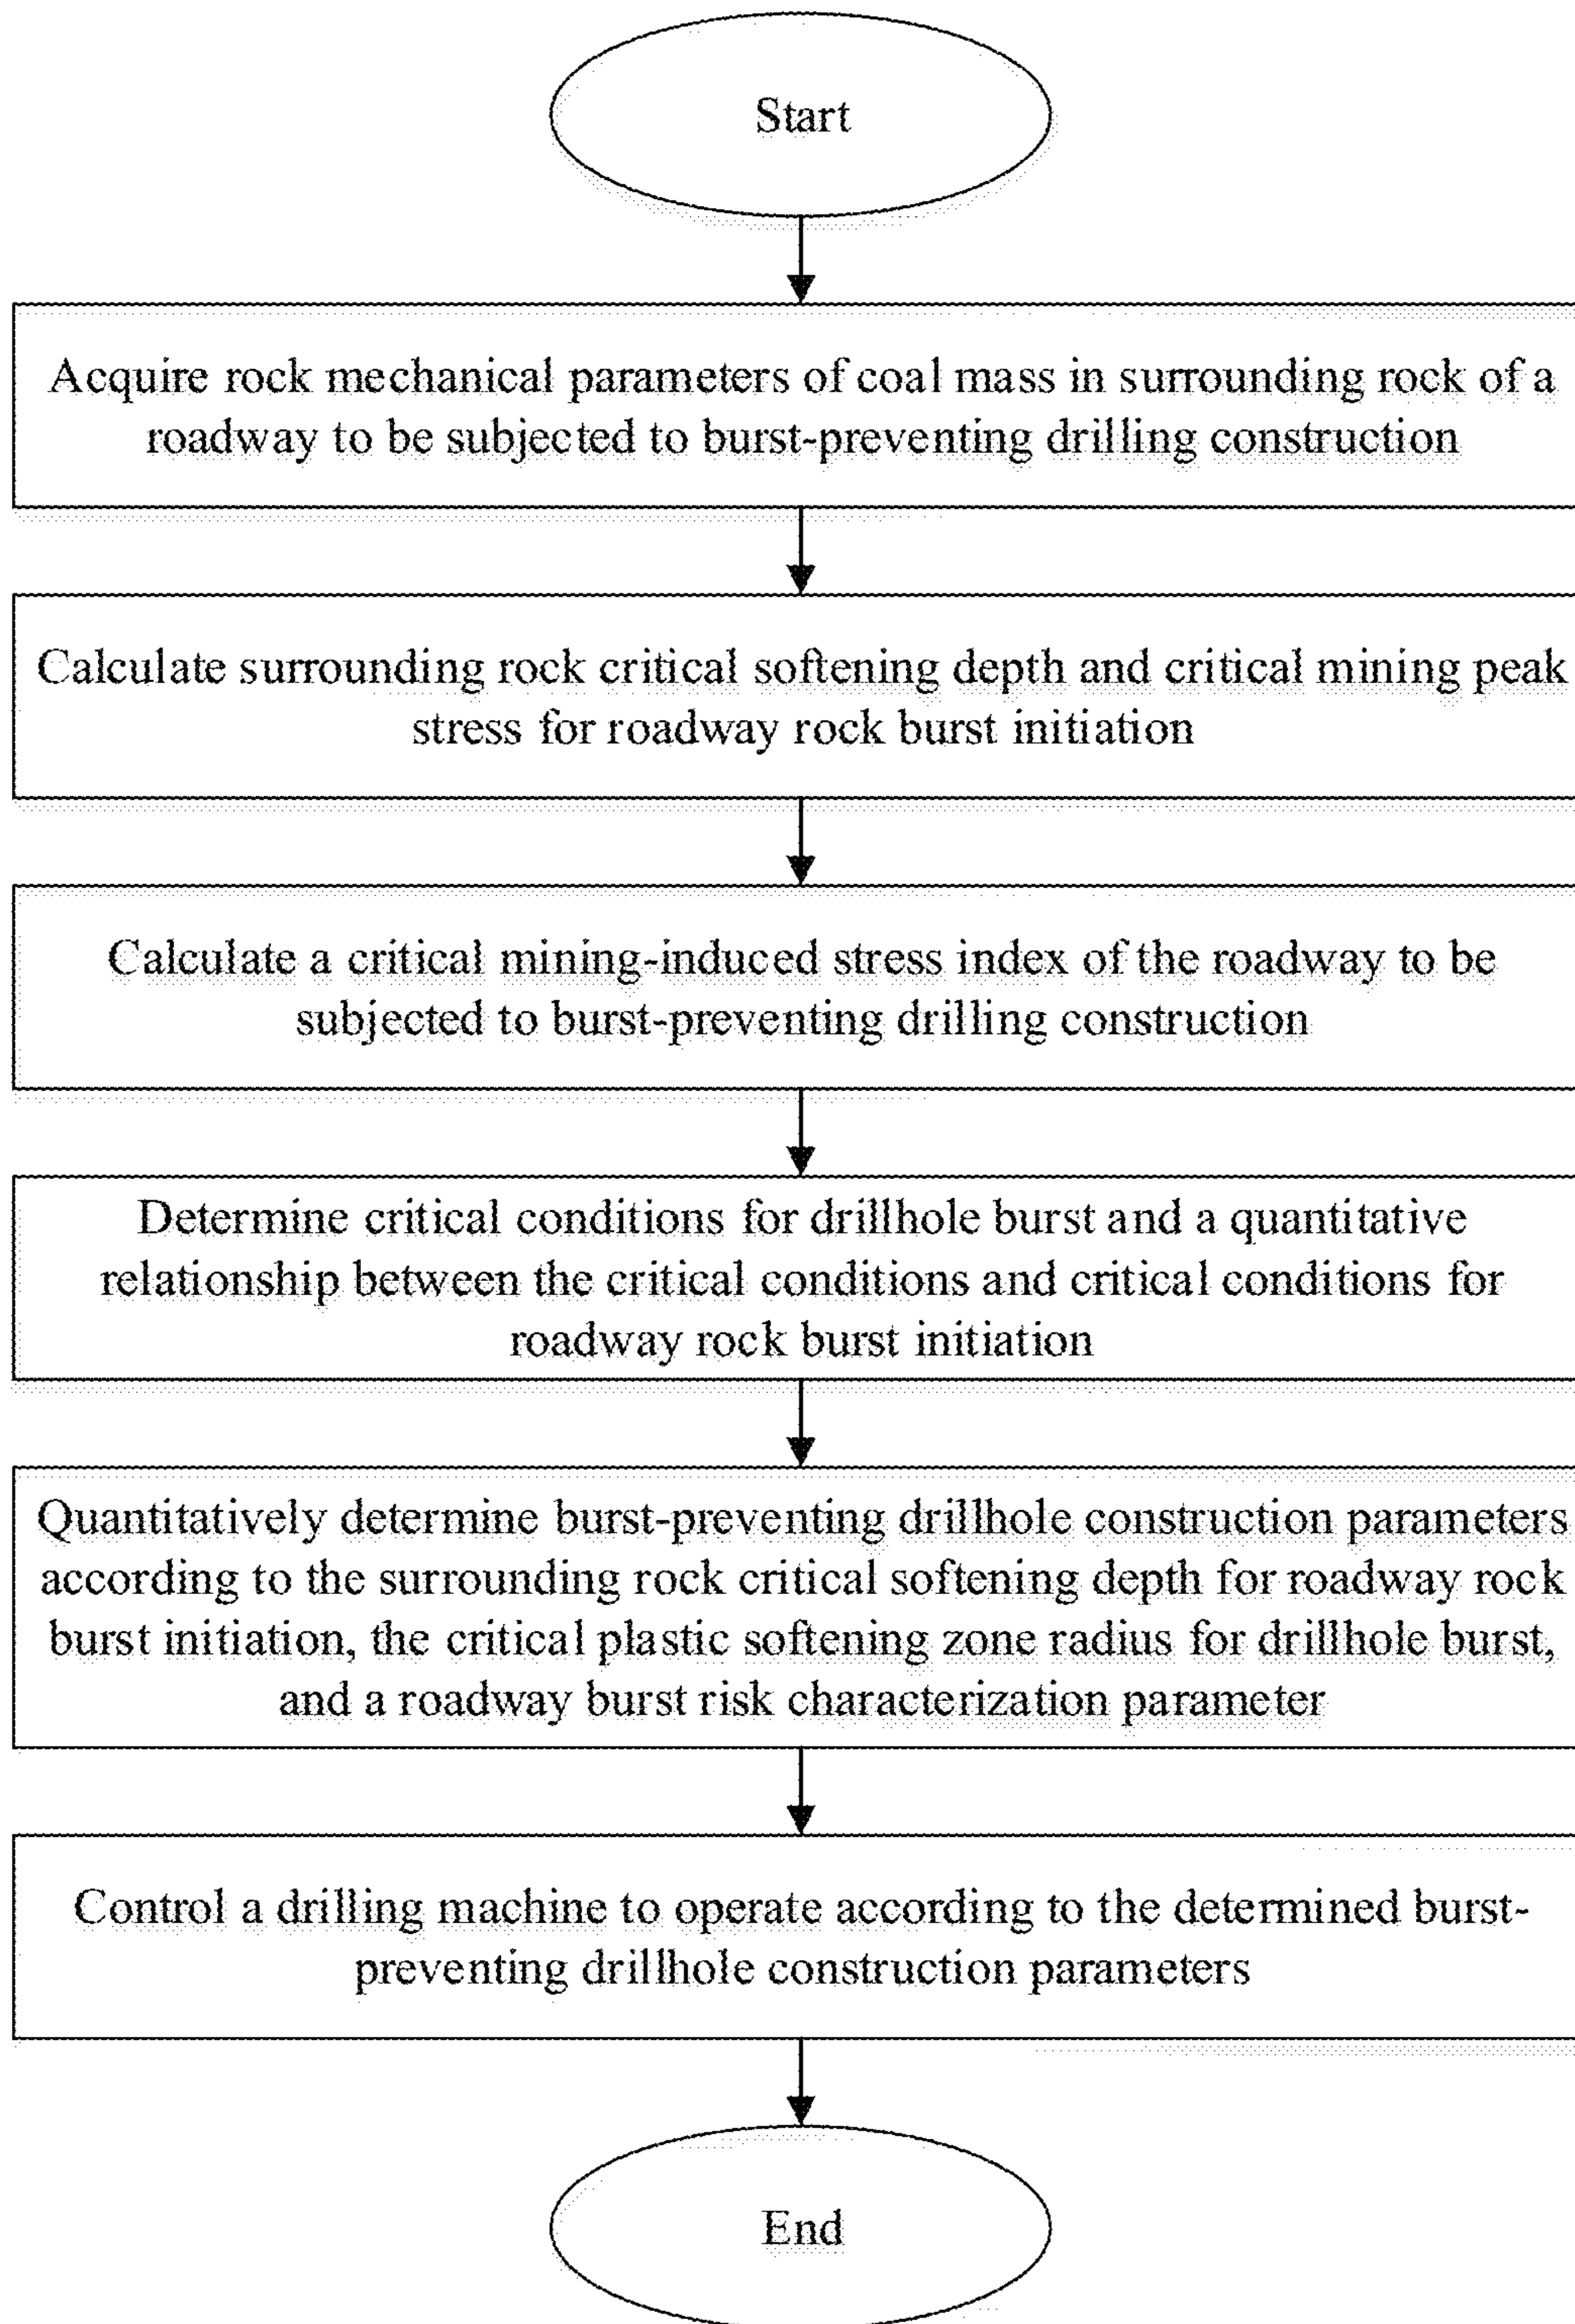 Start
Acquire rock mechanical parameters of coal mass in surrounding rock of a
roadway to be subjected to burst-preventing drilling construction
Calculate surrounding rock critical softening depth and critical mining peak
stress for roadway rock burst initiation
Calculate a critical mining-induced stress index of the roadway to be
subjected to burst-preventing drilling construction
Determine critical conditions for drillhole burst and a quantitative
relationship between the critical conditions and critical conditions for
roadway rock burst initiation
Quantitatively determine burst-preventing drillhole construction parameters
according to the surrounding rock critical softening depth for roadway rock
burst initiation, the critical plastic softening zone radius for drillhole burst,
and a roadway burst risk characterization parameter
Control a drilling machine to operate according to the determined burst-
preventing drillhole construction parameters
End